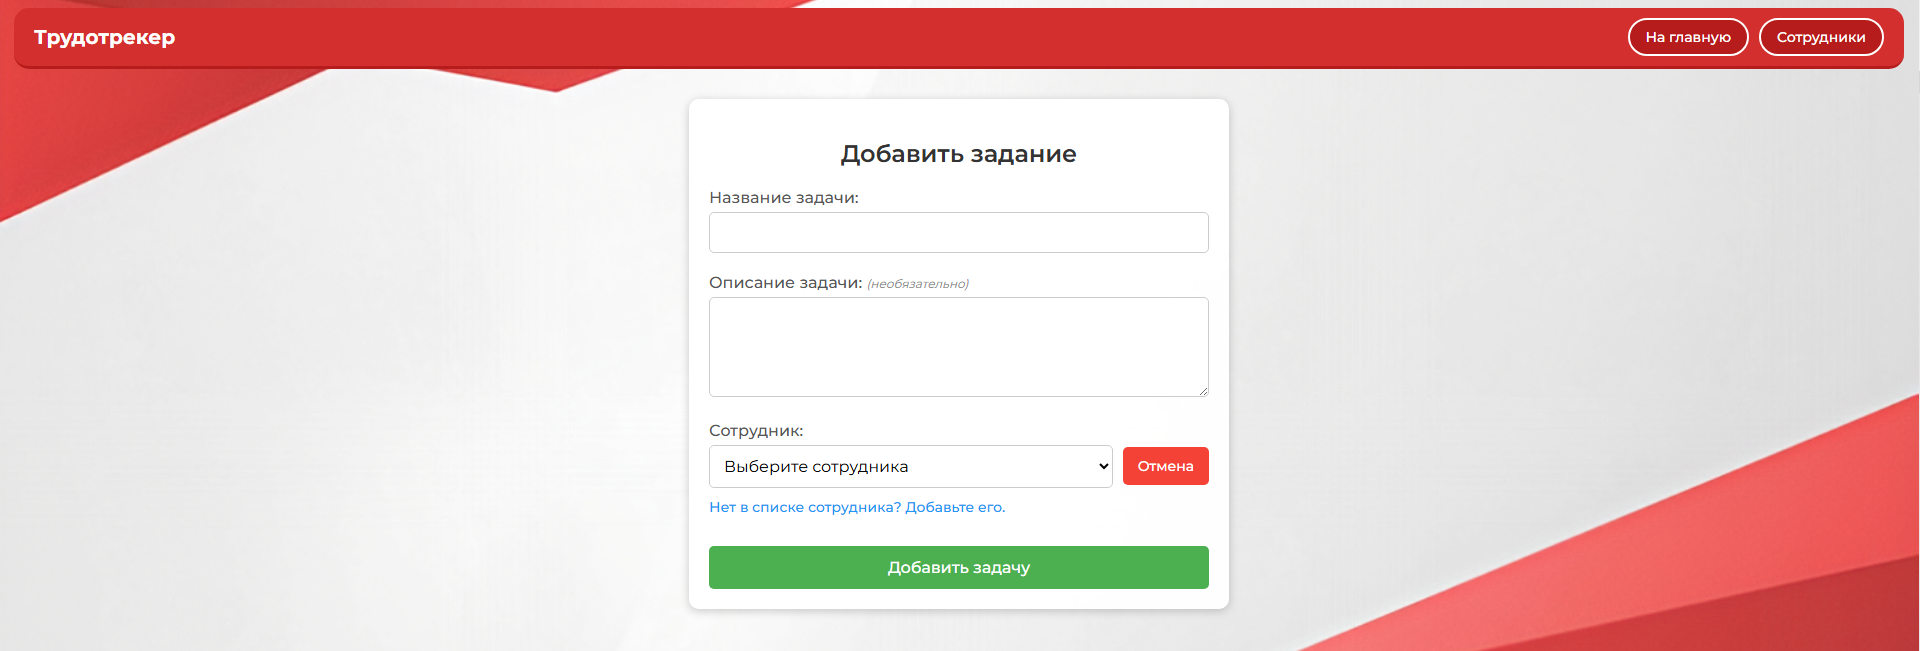 Трудотрекер
На главную
Сотрудники
Добавить задание
Название задачи:
Описание задачи: (необязательно)
Сотрудник:
Выберите сотрудника
Отмена
Нет в списке сотрудника? Добавьте его.
Добавить задачу